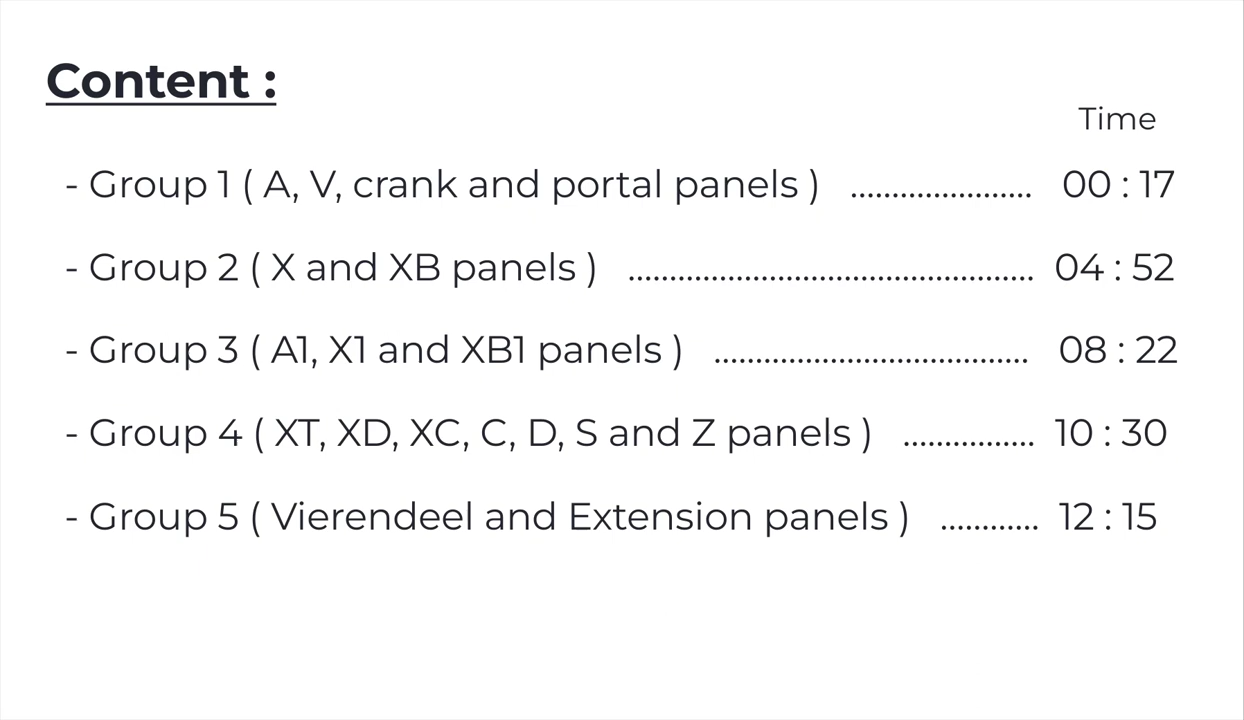 Content :
Time
- Group 1 ( A, V, crank and portal panels ) ...................... 00 : 17
- Group 2 ( X and XB panels ) ................................................. 04 : 52
- Group 3 ( A1, X1 and XB1 panels ) ...................................... 08 : 22
- Group 4 ( XT, XD, XC, C, D, S and Z panels ) ................ 10 : 30
- Group 5 ( Vierendeel and Extension panels ) ............ 12 : 15